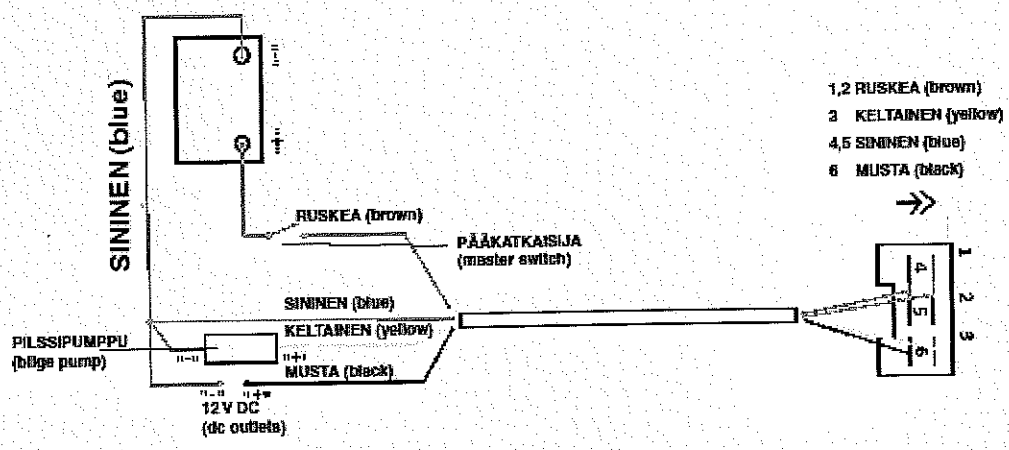 SININEN (blue)
"-"
"+"
RUSKEA (brown)
PÄÄKATKAISIJA
(master switch)
SININEN (blue)
KELTAINEN (yellow)
PILSSIPUMPPU
(bilge pump)
"-"
"+"
MUSTA (black)
"-" "+"
12 V DC
(dc outlets)
1,2 RUSKEA (brown)
3 KELTAINEN (yellow)
4,5 SININEN (blue)
6 MUSTA (black)
1
4
2
5
3
6